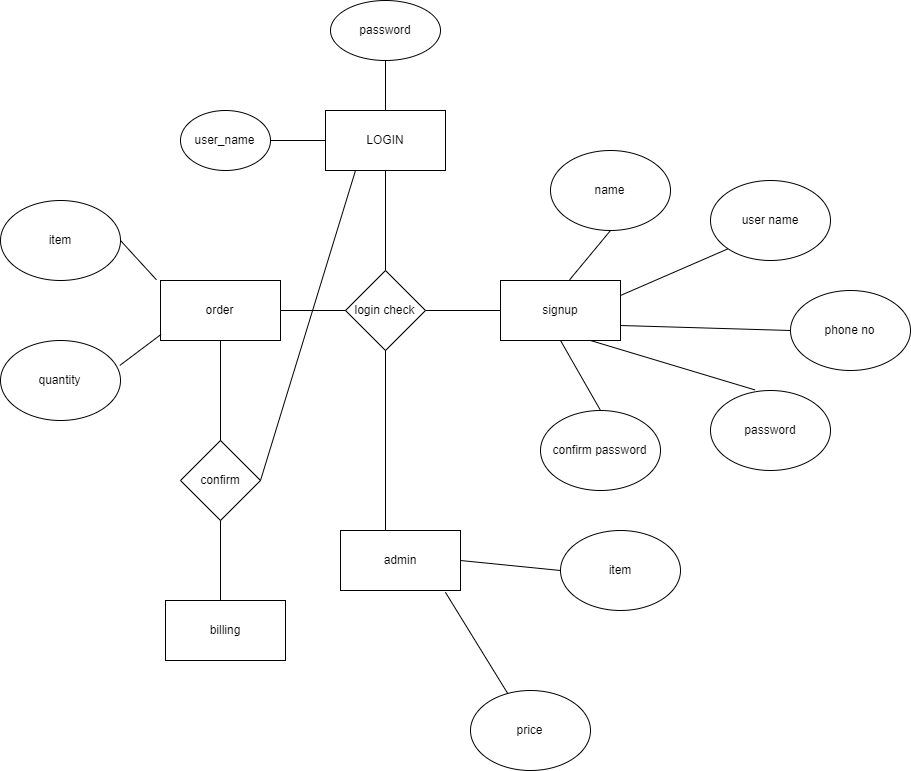 password
user_name
LOGIN
name
user name
item
order
login check
signup
phone no
quantity
password
confirm password
confirm
admin
item
billing
price